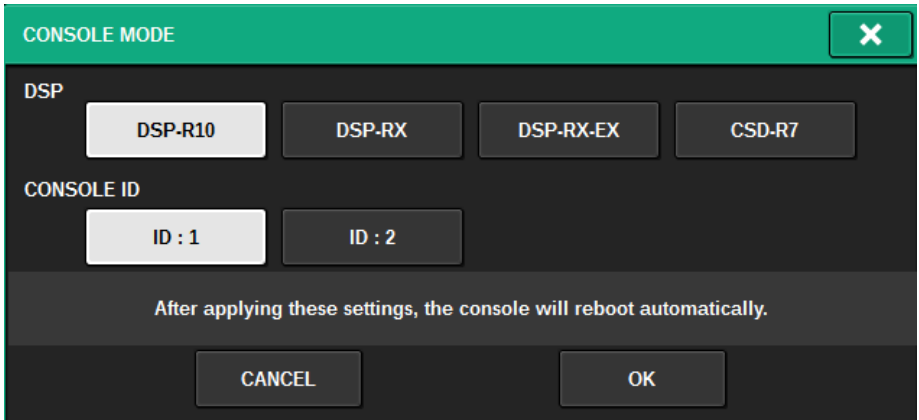 CONSOLE MODE
DSP
DSP-R10 DSP-RX DSP-RX-EX CSD-R7
CONSOLE ID
ID : 1 ID : 2
After applying these settings, the console will reboot automatically.
CANCEL OK